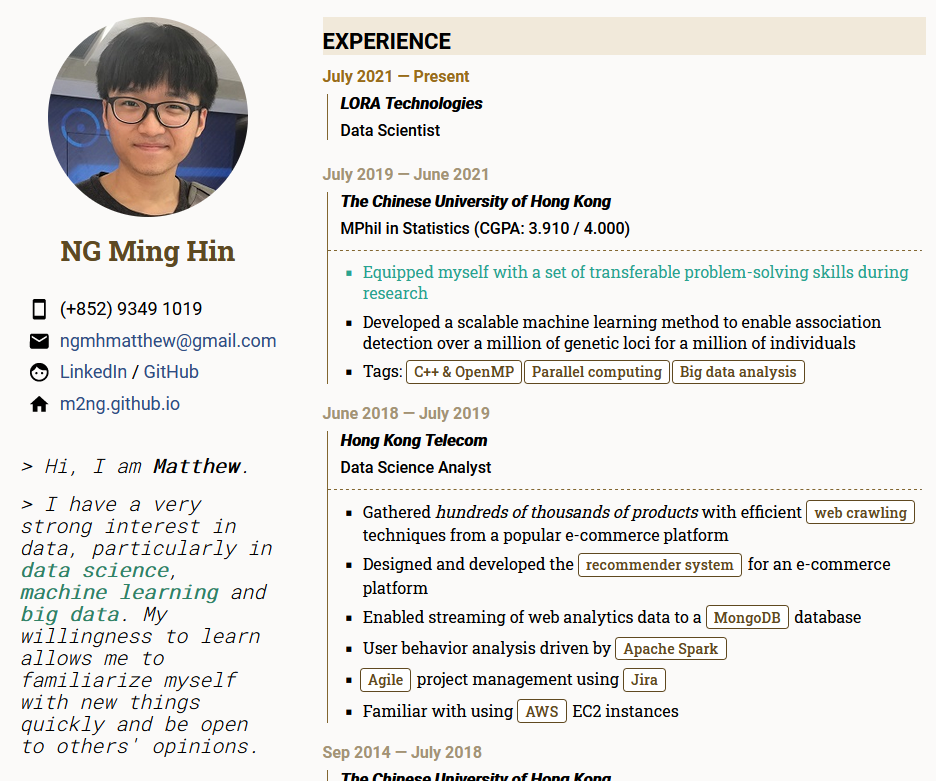 NG Ming Hin
(+852) 9349 1019
ngmhmatthew@gmail.com
LinkedIn / GitHub
m2ng.github.io
> Hi, I am Matthew.
> I have a very
strong interest in
data, particularly in
data science,
machine learning and
big data. My
willingness to learn
allows me to
familiarize myself
with new things
quickly and be open
to others' opinions.
EXPERIENCE
July 2021 — Present
LORA Technologies
Data Scientist
July 2019 — June 2021
The Chinese University of Hong Kong
MPhil in Statistics (CGPA: 3.910 / 4.000)
▪ Equipped myself with a set of transferable problem-solving skills during
research
▪ Developed a scalable machine learning method to enable association
detection over a million of genetic loci for a million of individuals
▪ Tags: C++ & OpenMP Parallel computing Big data analysis
June 2018 — July 2019
Hong Kong Telecom
Data Science Analyst
▪ Gathered hundreds of thousands of products with efficient web crawling
techniques from a popular e-commerce platform
▪ Designed and developed the recommender system for an e-commerce
platform
▪ Enabled streaming of web analytics data to a MongoDB database
▪ User behavior analysis driven by Apache Spark
▪ Agile project management using Jira
▪ Familiar with using AWS EC2 instances
Sep 2014 — July 2018
The Chinese University of Hong Kong